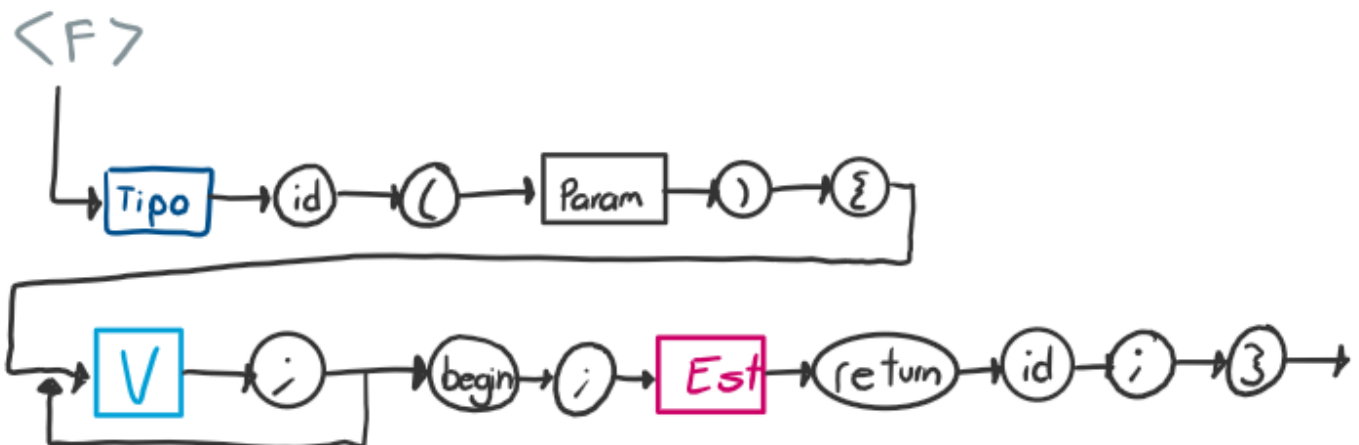 <F>
Tipo id ( Param ) {
V ; begin ; Est return id ; }